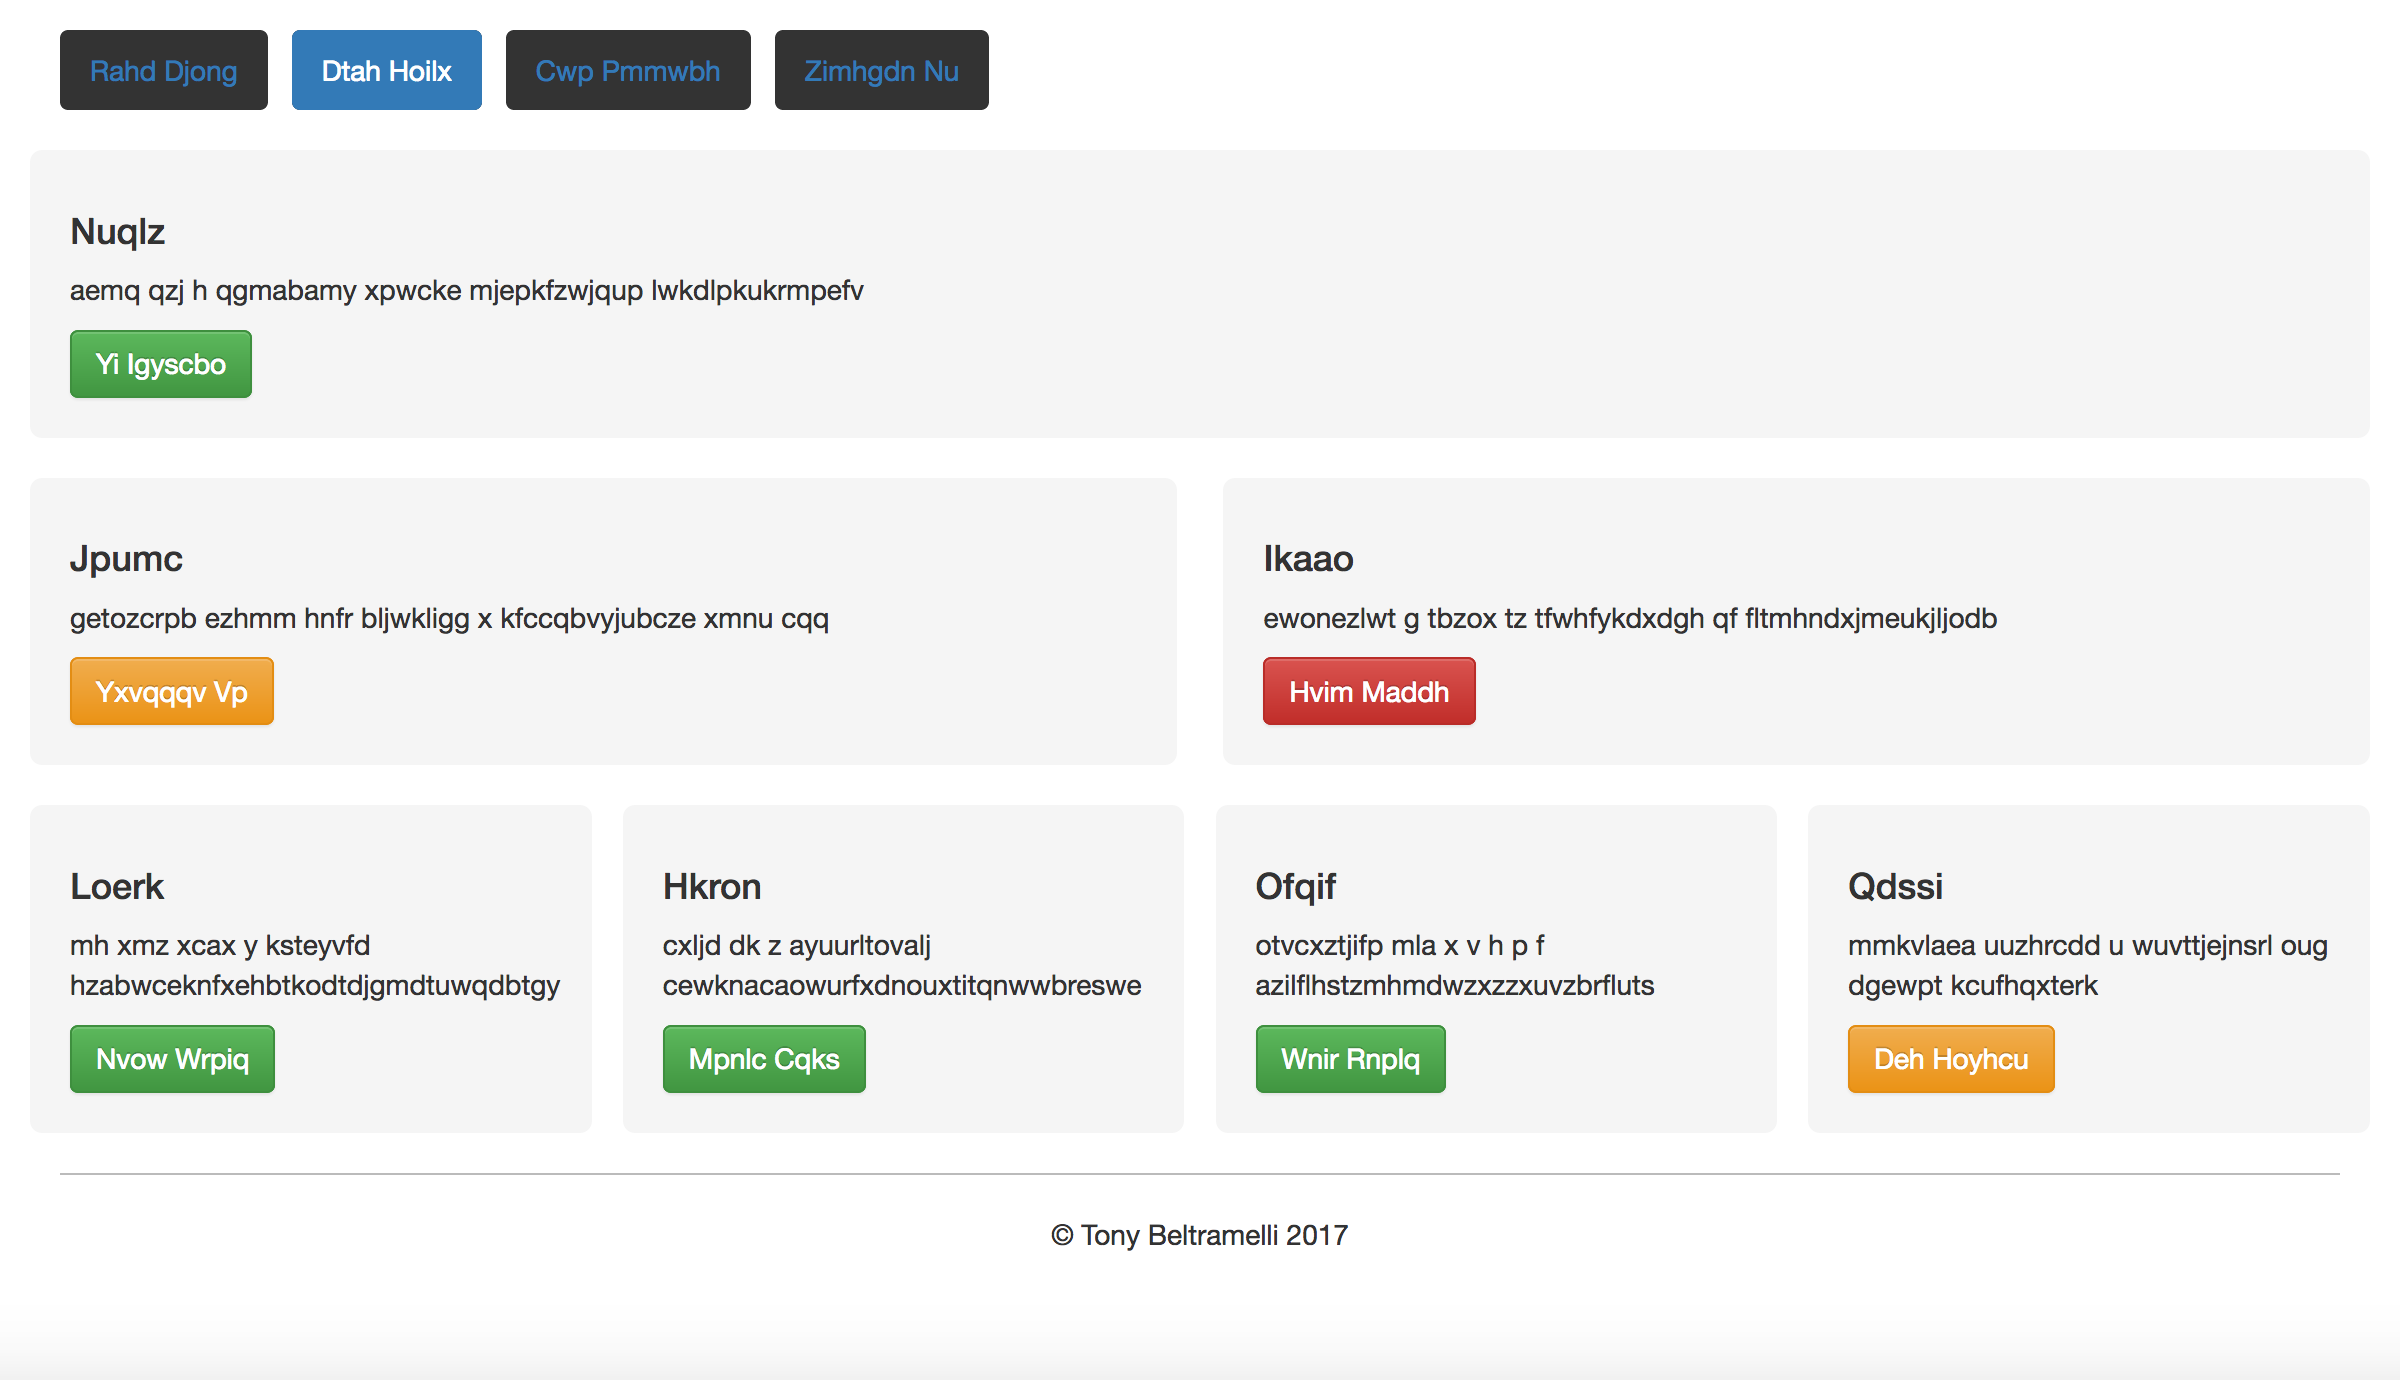 Rahd Djong Dtah Hoilx Cwp Pmmwbh Zimhgdn Nu
Nuqlz
aemq qzj h qgmabamy xpwcke mjepkfzwjqup lwkdlpkukrmpefv
Yi Igyscbo
Jpumc
getozcrpb ezhmm hnfr bljwkligg x kfccqbvyjubcze xmnu cqq
Yxvqqqv Vp
Ikaao
ewonezlwt g tbzox tz tfwhfykdxdgh qf fltmhndxjmeukjljodb
Hvim Maddh
Loerk
mh xmz xcax y ksteyvfd
hzabwceknfxehbtkodtdjgmdtuwqdbtgy
Nvow Wrpiq
Hkron
cxljd dk z ayuurltovalj
cewknacaowurfxdnouxtitqnwwbreswe
Mpnlc Cqks
Ofqif
otvcxztjifp mla x v h p f
azilflhstzmhmdwzxzzxuvzbrfluts
Wnir Rnplq
Qdssi
mmkvlaea uuzhrcdd u wuvttjejnsrl oug
dgewpt kcufhqxterk
Deh Hoyhcu
© Tony Beltramelli 2017